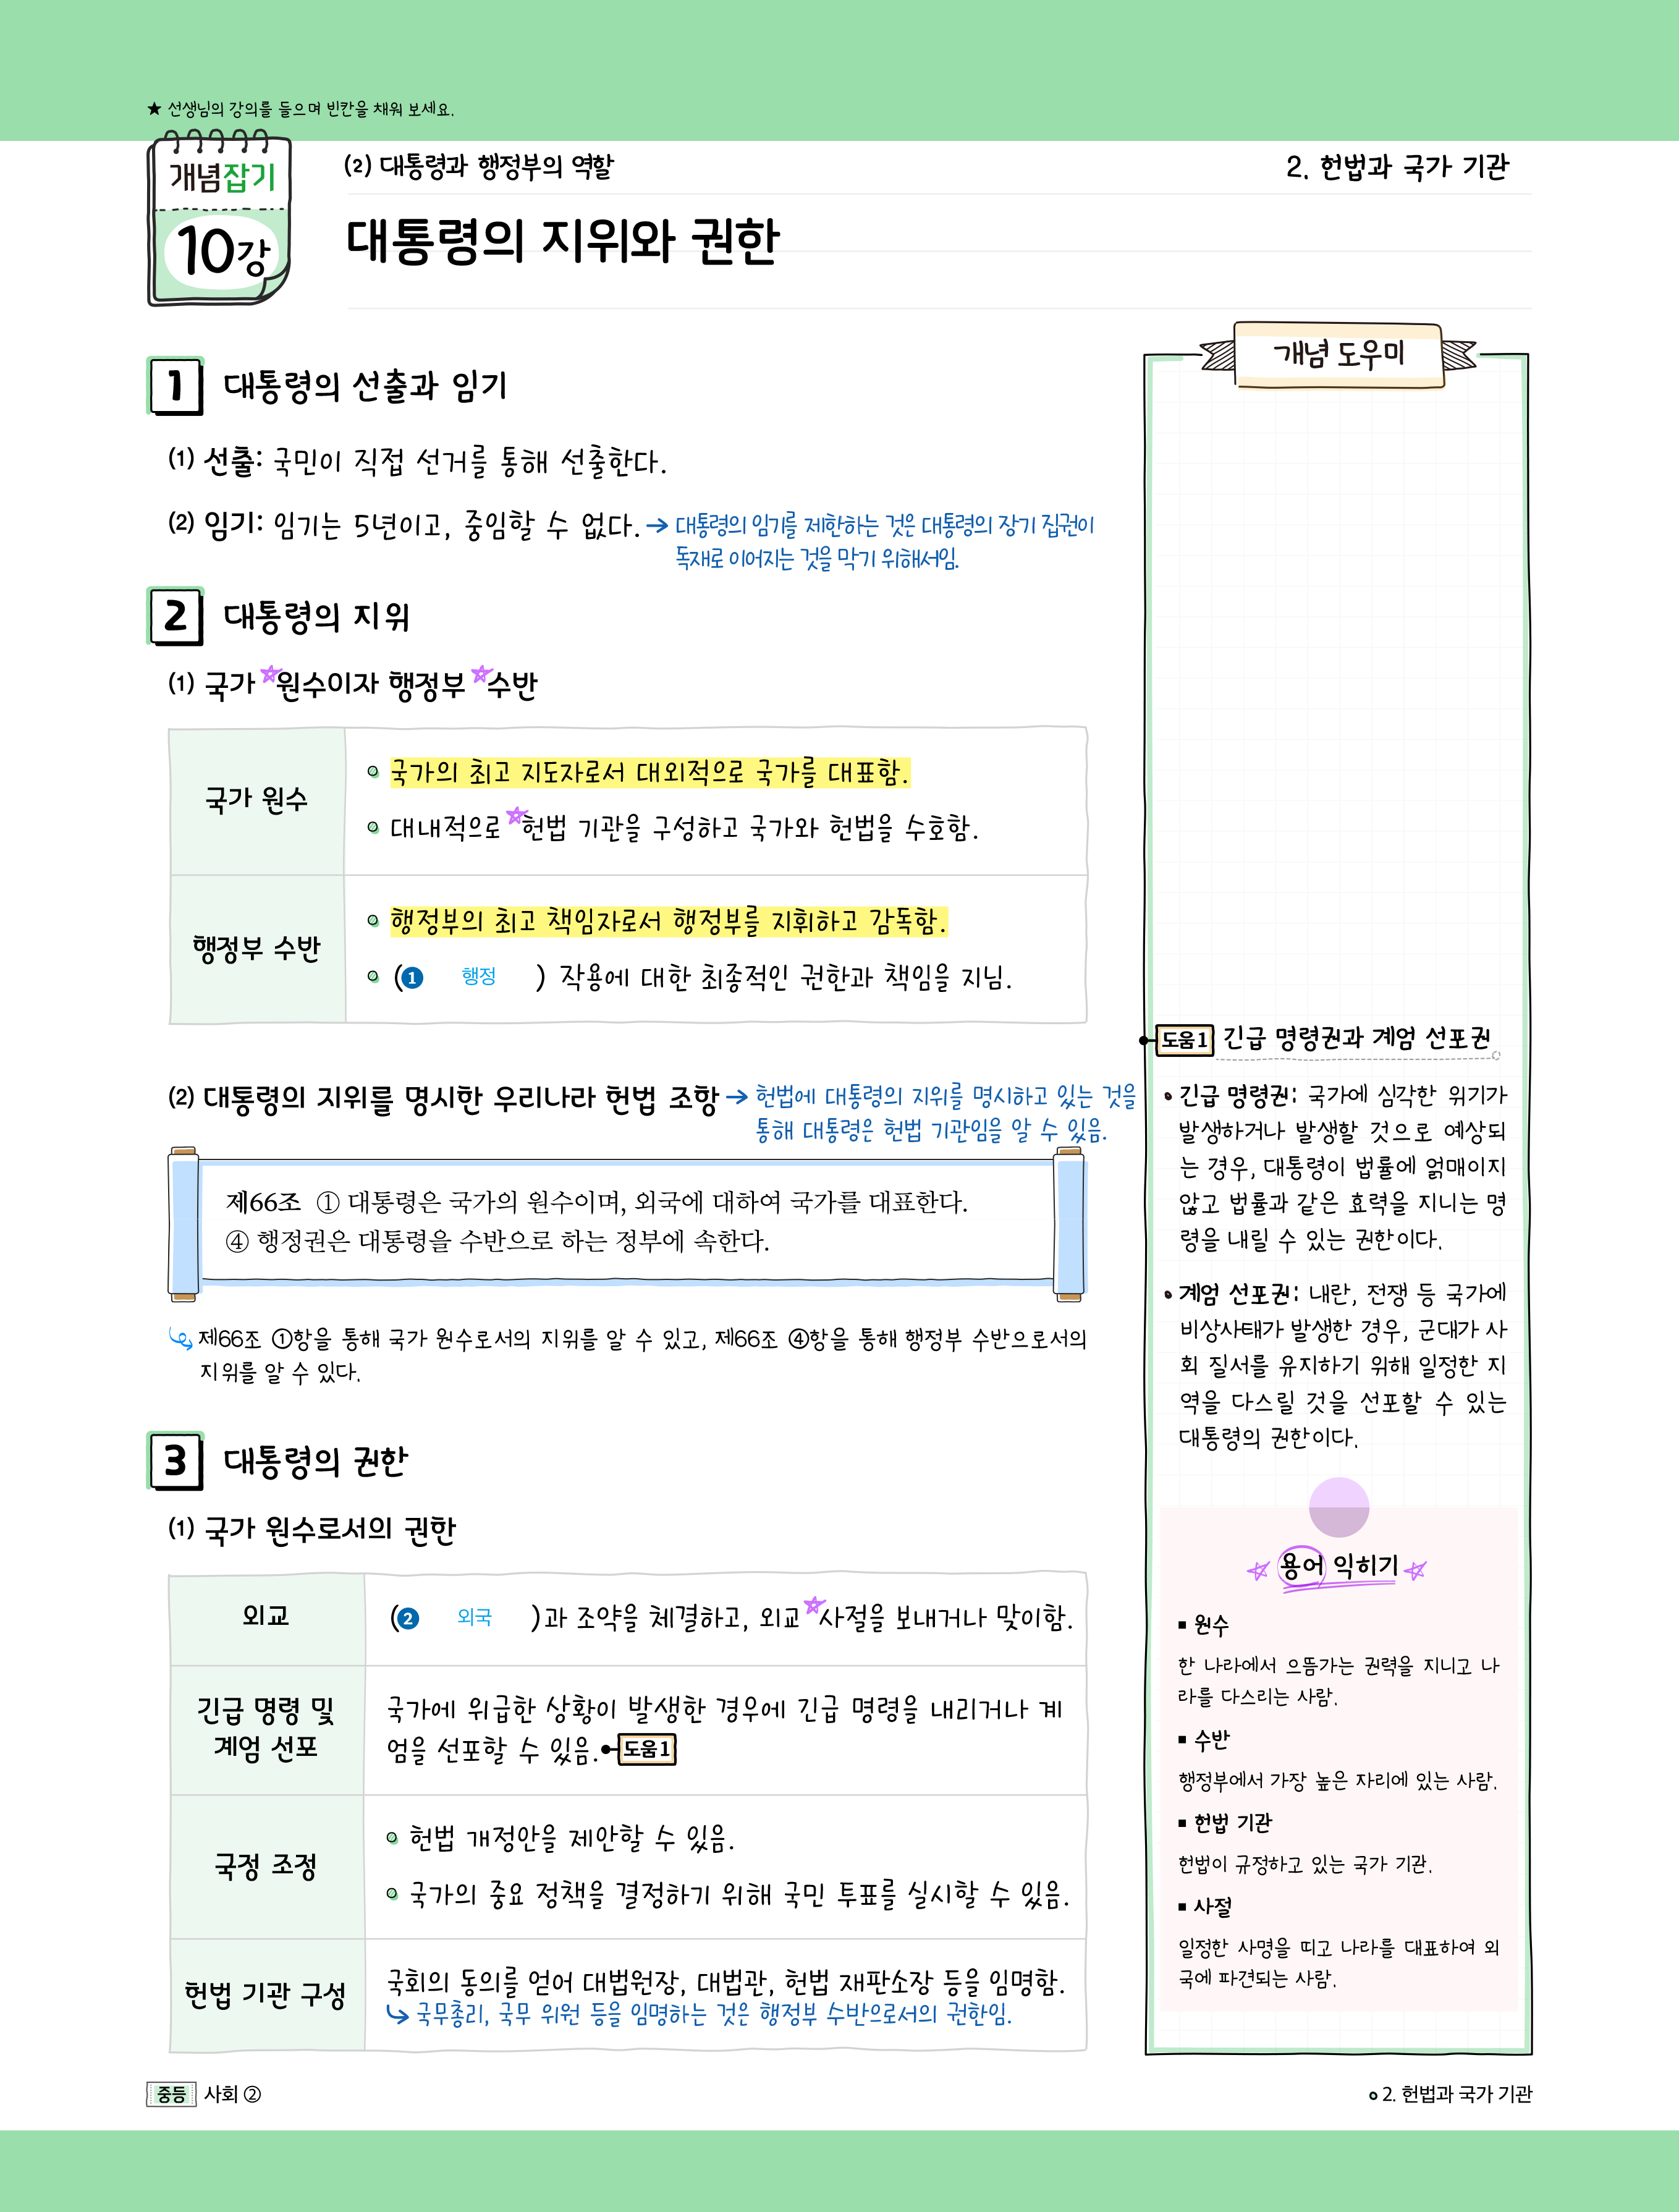 ★ 선생님의 강의를 들으며 빈칸을 채워 보세요.
개념잡기
10강
(2) 대통령과 행정부의 역할
2. 헌법과 국가 기관
대통령의 지위와 권한
1 대통령의 선출과 임기
(1) 선출: 국민이 직접 선거를 통해 선출한다.
(2) 임기: 임기는 5년이고, 중임할 수 없다. → 대통령의 임기를 제한하는 것은 대통령의 장기 집권이
독재로 이어지는 것을 막기 위해서임.
2 대통령의 지위
(1) 국가 ☆원수이자 행정부 ☆수반
국가 원수
국가의 최고 지도자로서 대외적으로 국가를 대표함.
대내적으로 ☆헌법 기관을 구성하고 국가와 헌법을 수호함.
행정부 수반
행정부의 최고 책임자로서 행정부를 지휘하고 감독함.
(❶ 행정 ) 작용에 대한 최종적인 권한과 책임을 지님.
(2) 대통령의 지위를 명시한 우리나라 헌법 조항 → 헌법에 대통령의 지위를 명시하고 있는 것을
통해 대통령은 헌법 기관임을 알 수 있음.
제66조 ① 대통령은 국가의 원수이며, 외국에 대하여 국가를 대표한다.
④ 행정권은 대통령을 수반으로 하는 정부에 속한다.
제66조 ①항을 통해 국가 원수로서의 지위를 알 수 있고, 제66조 ④항을 통해 행정부 수반으로서의
지위를 알 수 있다.
3 대통령의 권한
(1) 국가 원수로서의 권한
외교
(❷ 외국 )과 조약을 체결하고, 외교 ☆사절을 보내거나 맞이함.
긴급 명령 및
계엄 선포
국가에 위급한 상황이 발생한 경우에 긴급 명령을 내리거나 계
엄을 선포할 수 있음. 도움1
국정 조정
헌법 개정안을 제안할 수 있음.
국가의 중요 정책을 결정하기 위해 국민 투표를 실시할 수 있음.
헌법 기관 구성
국회의 동의를 얻어 대법원장, 대법관, 헌법 재판소장 등을 임명함.
국무총리, 국무 위원 등을 임명하는 것은 행정부 수반으로서의 권한임.
개념 도우미
도움1 긴급 명령권과 계엄 선포권
• 긴급 명령권: 국가에 심각한 위기가
발생하거나 발생할 것으로 예상되
는 경우, 대통령이 법률에 얽매이지
않고 법률과 같은 효력을 지니는 명
령을 내릴 수 있는 권한이다.
• 계엄 선포권: 내란, 전쟁 등 국가에
비상사태가 발생한 경우, 군대가 사
회 질서를 유지하기 위해 일정한 지
역을 다스릴 것을 선포할 수 있는
대통령의 권한이다.
☆ 용어 익히기 ☆
▪ 원수
한 나라에서 으뜸가는 권력을 지니고 나
라를 다스리는 사람.
▪ 수반
행정부에서 가장 높은 자리에 있는 사람.
▪ 헌법 기관
헌법이 규정하고 있는 국가 기관.
▪ 사절
일정한 사명을 띠고 나라를 대표하여 외
국에 파견되는 사람.
중등 사회 ②
2. 헌법과 국가 기관